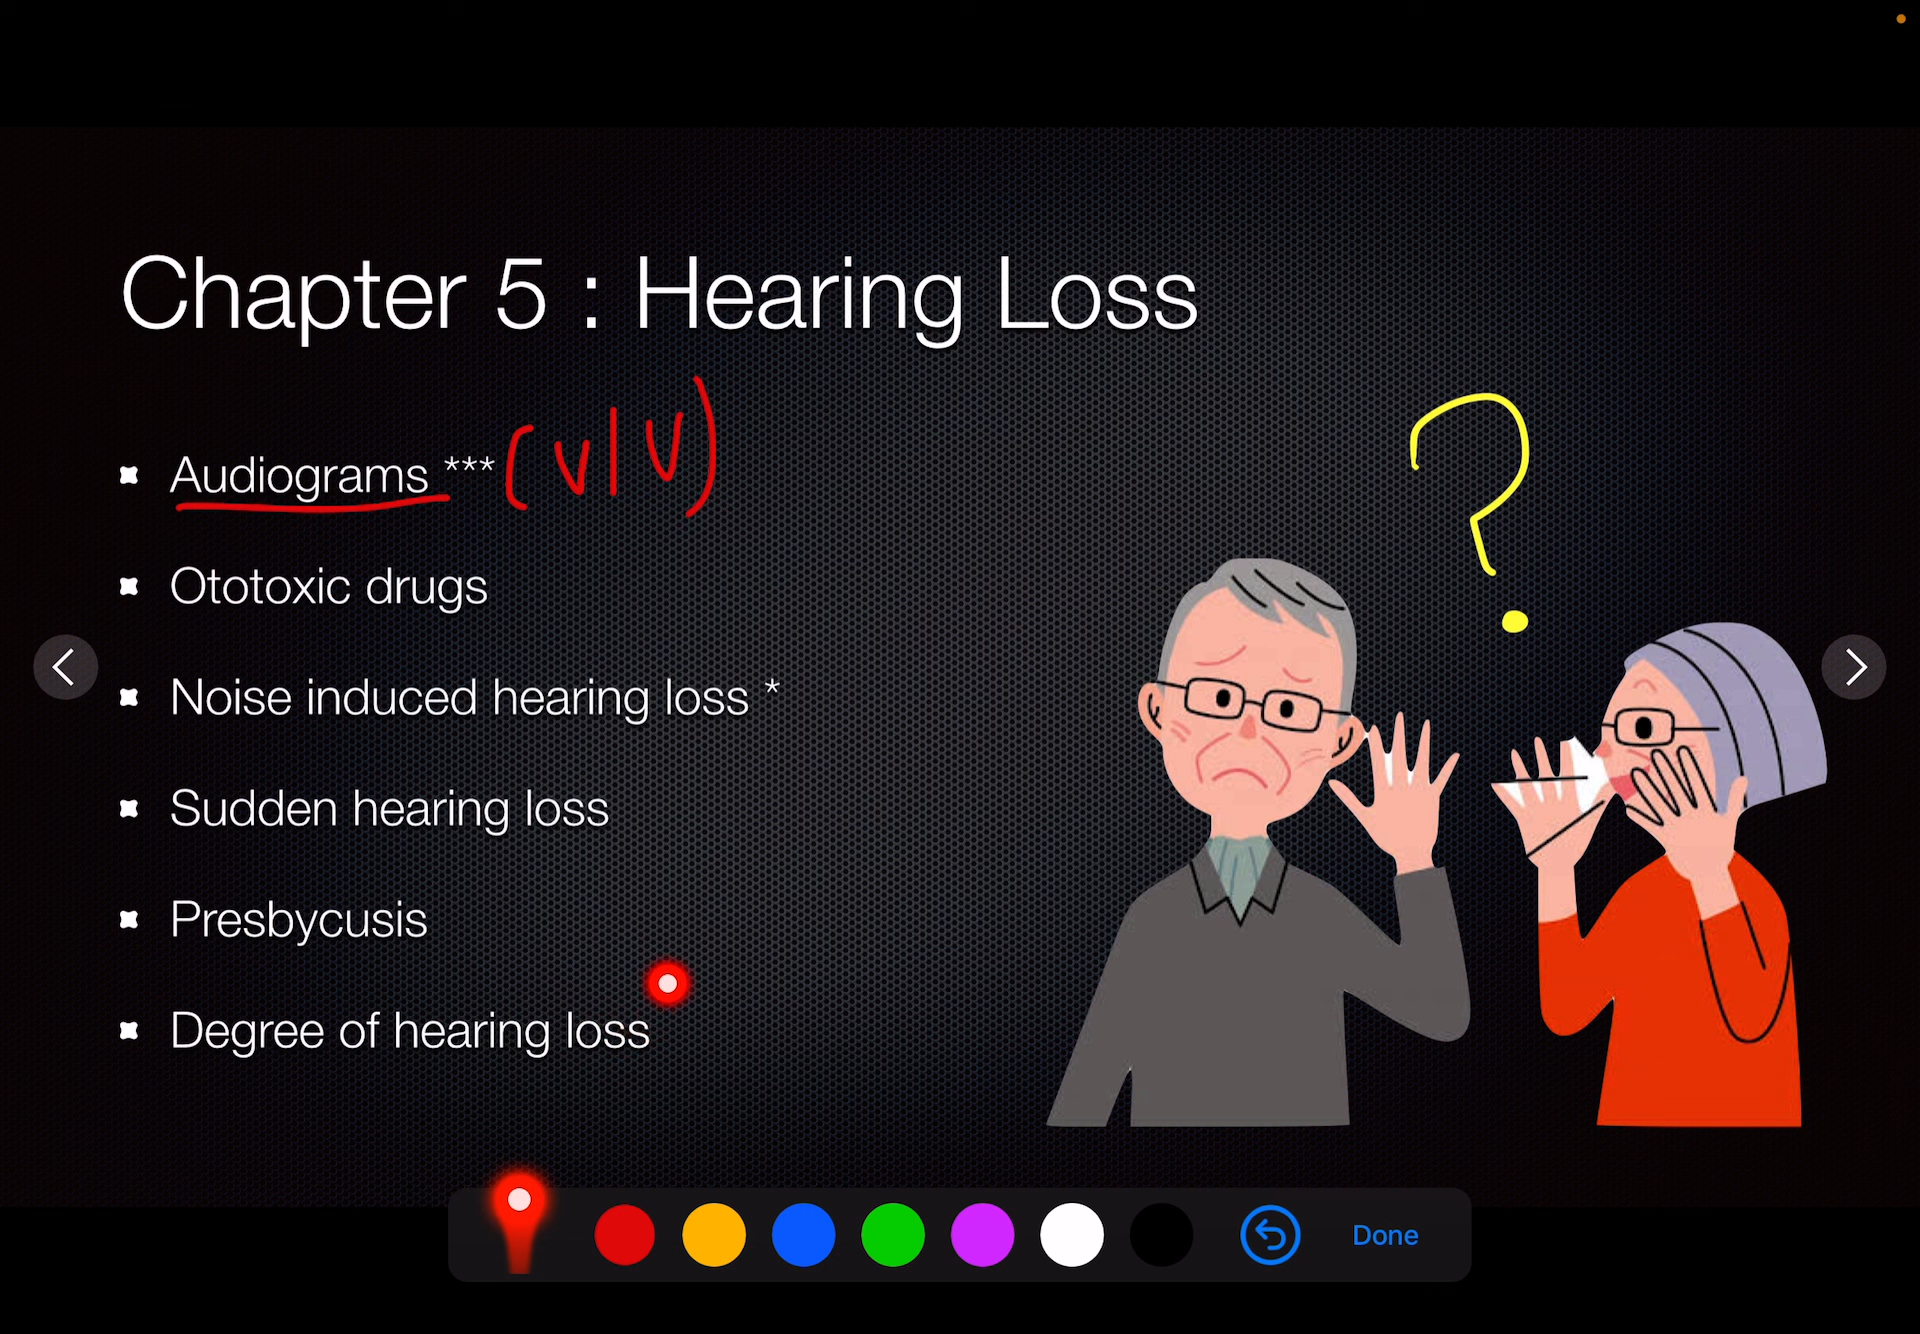 Chapter 5 : Hearing Loss
Audiograms *** (V|V)
Ototoxic drugs
Noise induced hearing loss *
Sudden hearing loss
Presbycusis
Degree of hearing loss
?
Done